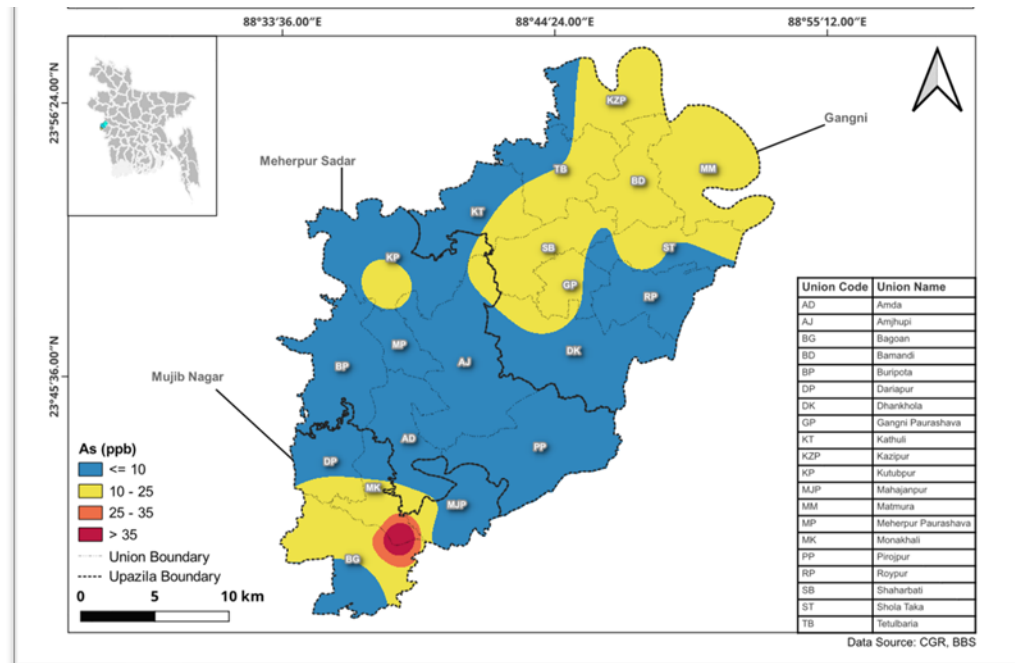 88°33'36.00"E 88°44'24.00"E 88°55'12.00"E
23°56'24.00"N
23°45'36.00"N
Gangni
Meherpur Sadar
Mujib Nagar
KZP
TB
BD
MM
KT
KP
SB
ST
GP
RP
MP
DK
BP
AJ
AD
PP
DP
MK
MJP
BG
As (ppb)
<= 10
10 - 25
25 - 35
> 35
Union Boundary
Upazila Boundary
0 5 10 km
Union Code Union Name
AD Amda
AJ Amjhupi
BG Bagoan
BD Bamandi
BP Buripota
DP Dariapur
DK Dhankhola
GP Gangni Paurashava
KT Kathuli
KZP Kazipur
KP Kutubpur
MJP Mahajanpur
MM Matmura
MP Meherpur Paurashava
MK Monakhali
PP Pirojpur
RP Roypur
SB Shaharbati
ST Shola Taka
TB Tetulbaria
Data Source: CGR, BBS